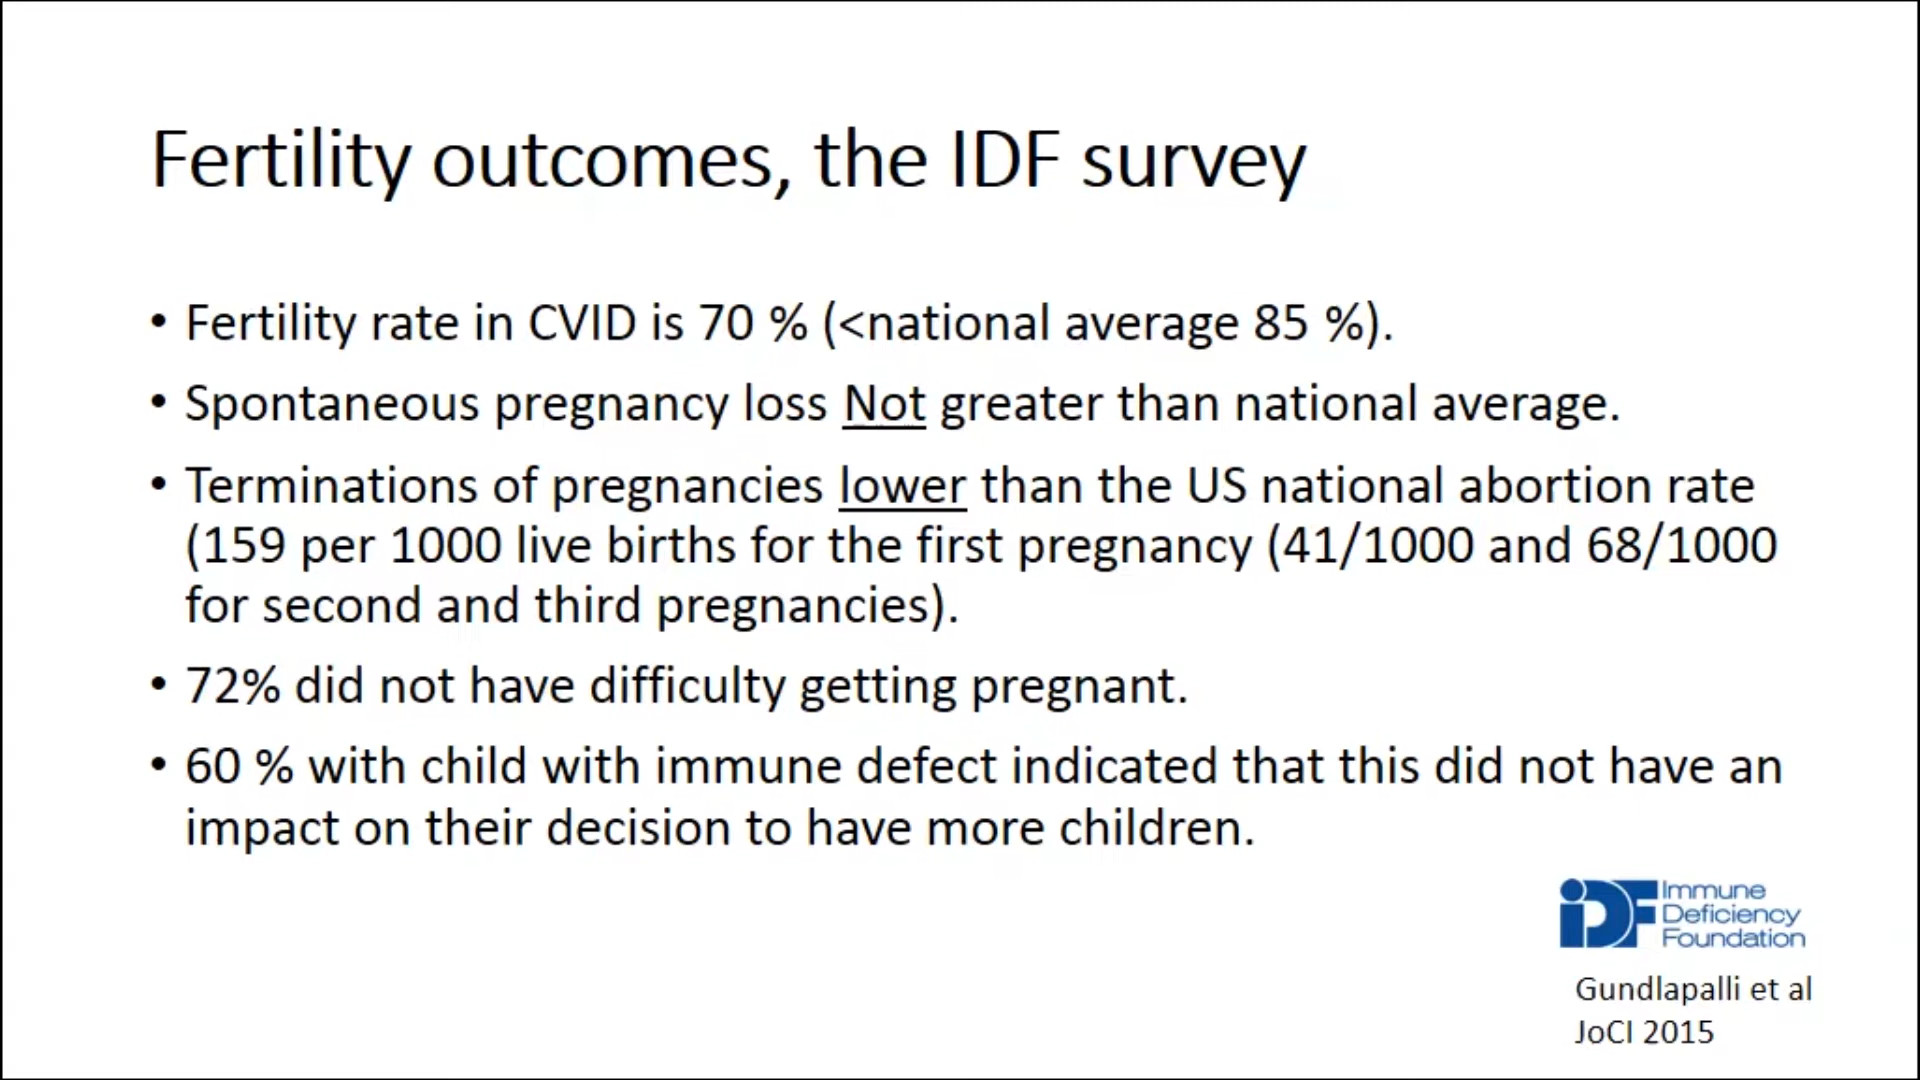 Fertility outcomes, the IDF survey
• Fertility rate in CVID is 70 % (<national average 85 %).
• Spontaneous pregnancy loss Not greater than national average.
• Terminations of pregnancies lower than the US national abortion rate
(159 per 1000 live births for the first pregnancy (41/1000 and 68/1000
for second and third pregnancies).
• 72% did not have difficulty getting pregnant.
• 60 % with child with immune defect indicated that this did not have an
impact on their decision to have more children.
iDF Immune
Deficiency
Foundation
Gundlapalli et al
JoCI 2015